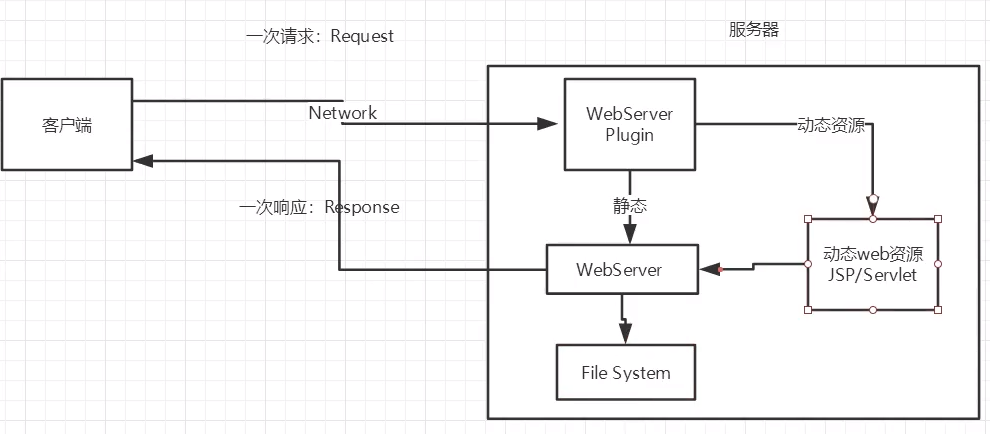 一次请求：Request
服务器
客户端
Network
WebServer
Plugin
动态资源
一次响应：Response
静态
WebServer
动态web资源
JSP/Servlet
File System